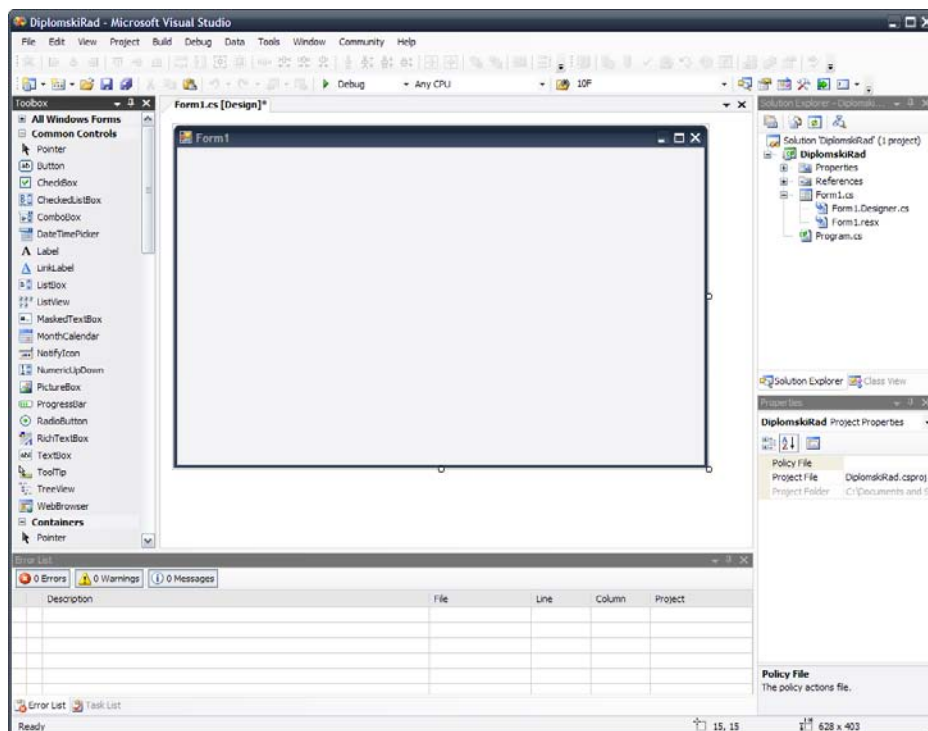 DiplomskiRad - Microsoft Visual Studio
File Edit View Project Build Debug Data Tools Window Community Help
Debug Any CPU 10F
Toolbox
All Windows Forms
Common Controls
Pointer
Button
CheckBox
CheckedListBox
ComboBox
DateTimePicker
Label
LinkLabel
ListBox
ListView
MaskedTextBox
MonthCalendar
NotifyIcon
NumericUpDown
PictureBox
ProgressBar
RadioButton
RichTextBox
TextBox
ToolTip
TreeView
WebBrowser
Containers
Pointer
Form1.cs [Design]*
Form1
Solution Explorer - Diplomski...
Solution 'DiplomskiRad' (1 project)
DiplomskiRad
Properties
References
Form1.cs
Form1.Designer.cs
Form1.resx
Program.cs
Solution Explorer Class View
Properties
DiplomskiRad Project Properties
Policy File
Project File DiplomskiRad.csproj
Project Folder C:\Documents and
Policy File
The policy actions file.
Error List
0 Errors 0 Warnings 0 Messages
Description File Line Column Project
Error List Task List
Ready 15, 15 628 x 403